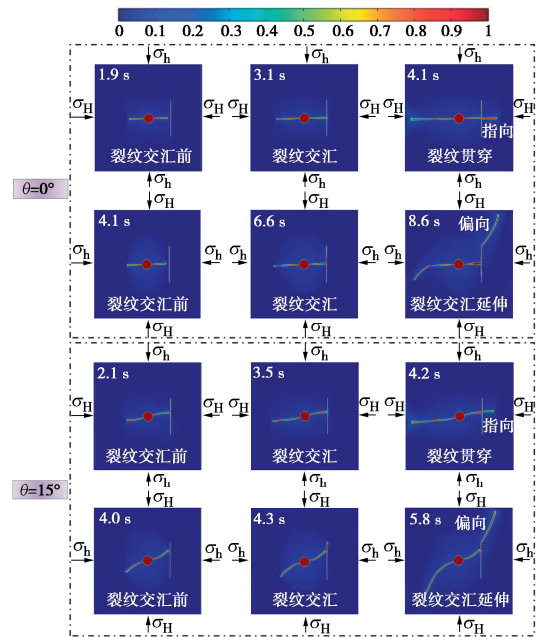 0 0.1 0.2 0.3 0.4 0.5 0.6 0.7 0.8 0.9 1
σh σh σh
1.9 s 3.1 s 4.1 s
σH σH σH σH σH σH
指向
裂纹交汇前 裂纹交汇 裂纹贯穿
σh σh σh
θ=0°
σH σH σH
4.1 s 6.6 s 8.6 s 偏向
σh σh σh σh σh σh
裂纹交汇前 裂纹交汇 裂纹交汇延伸
σH σH σH
σh σh σh
2.1 s 3.5 s 4.2 s
σH σH σH σH σH σH
指向
裂纹交汇前 裂纹交汇 裂纹贯穿
σh σh σh
θ=15°
σH σH σH
4.0 s 4.3 s 5.8 s 偏向
σh σh σh σh σh σh
裂纹交汇前 裂纹交汇 裂纹交汇延伸
σH σH σH